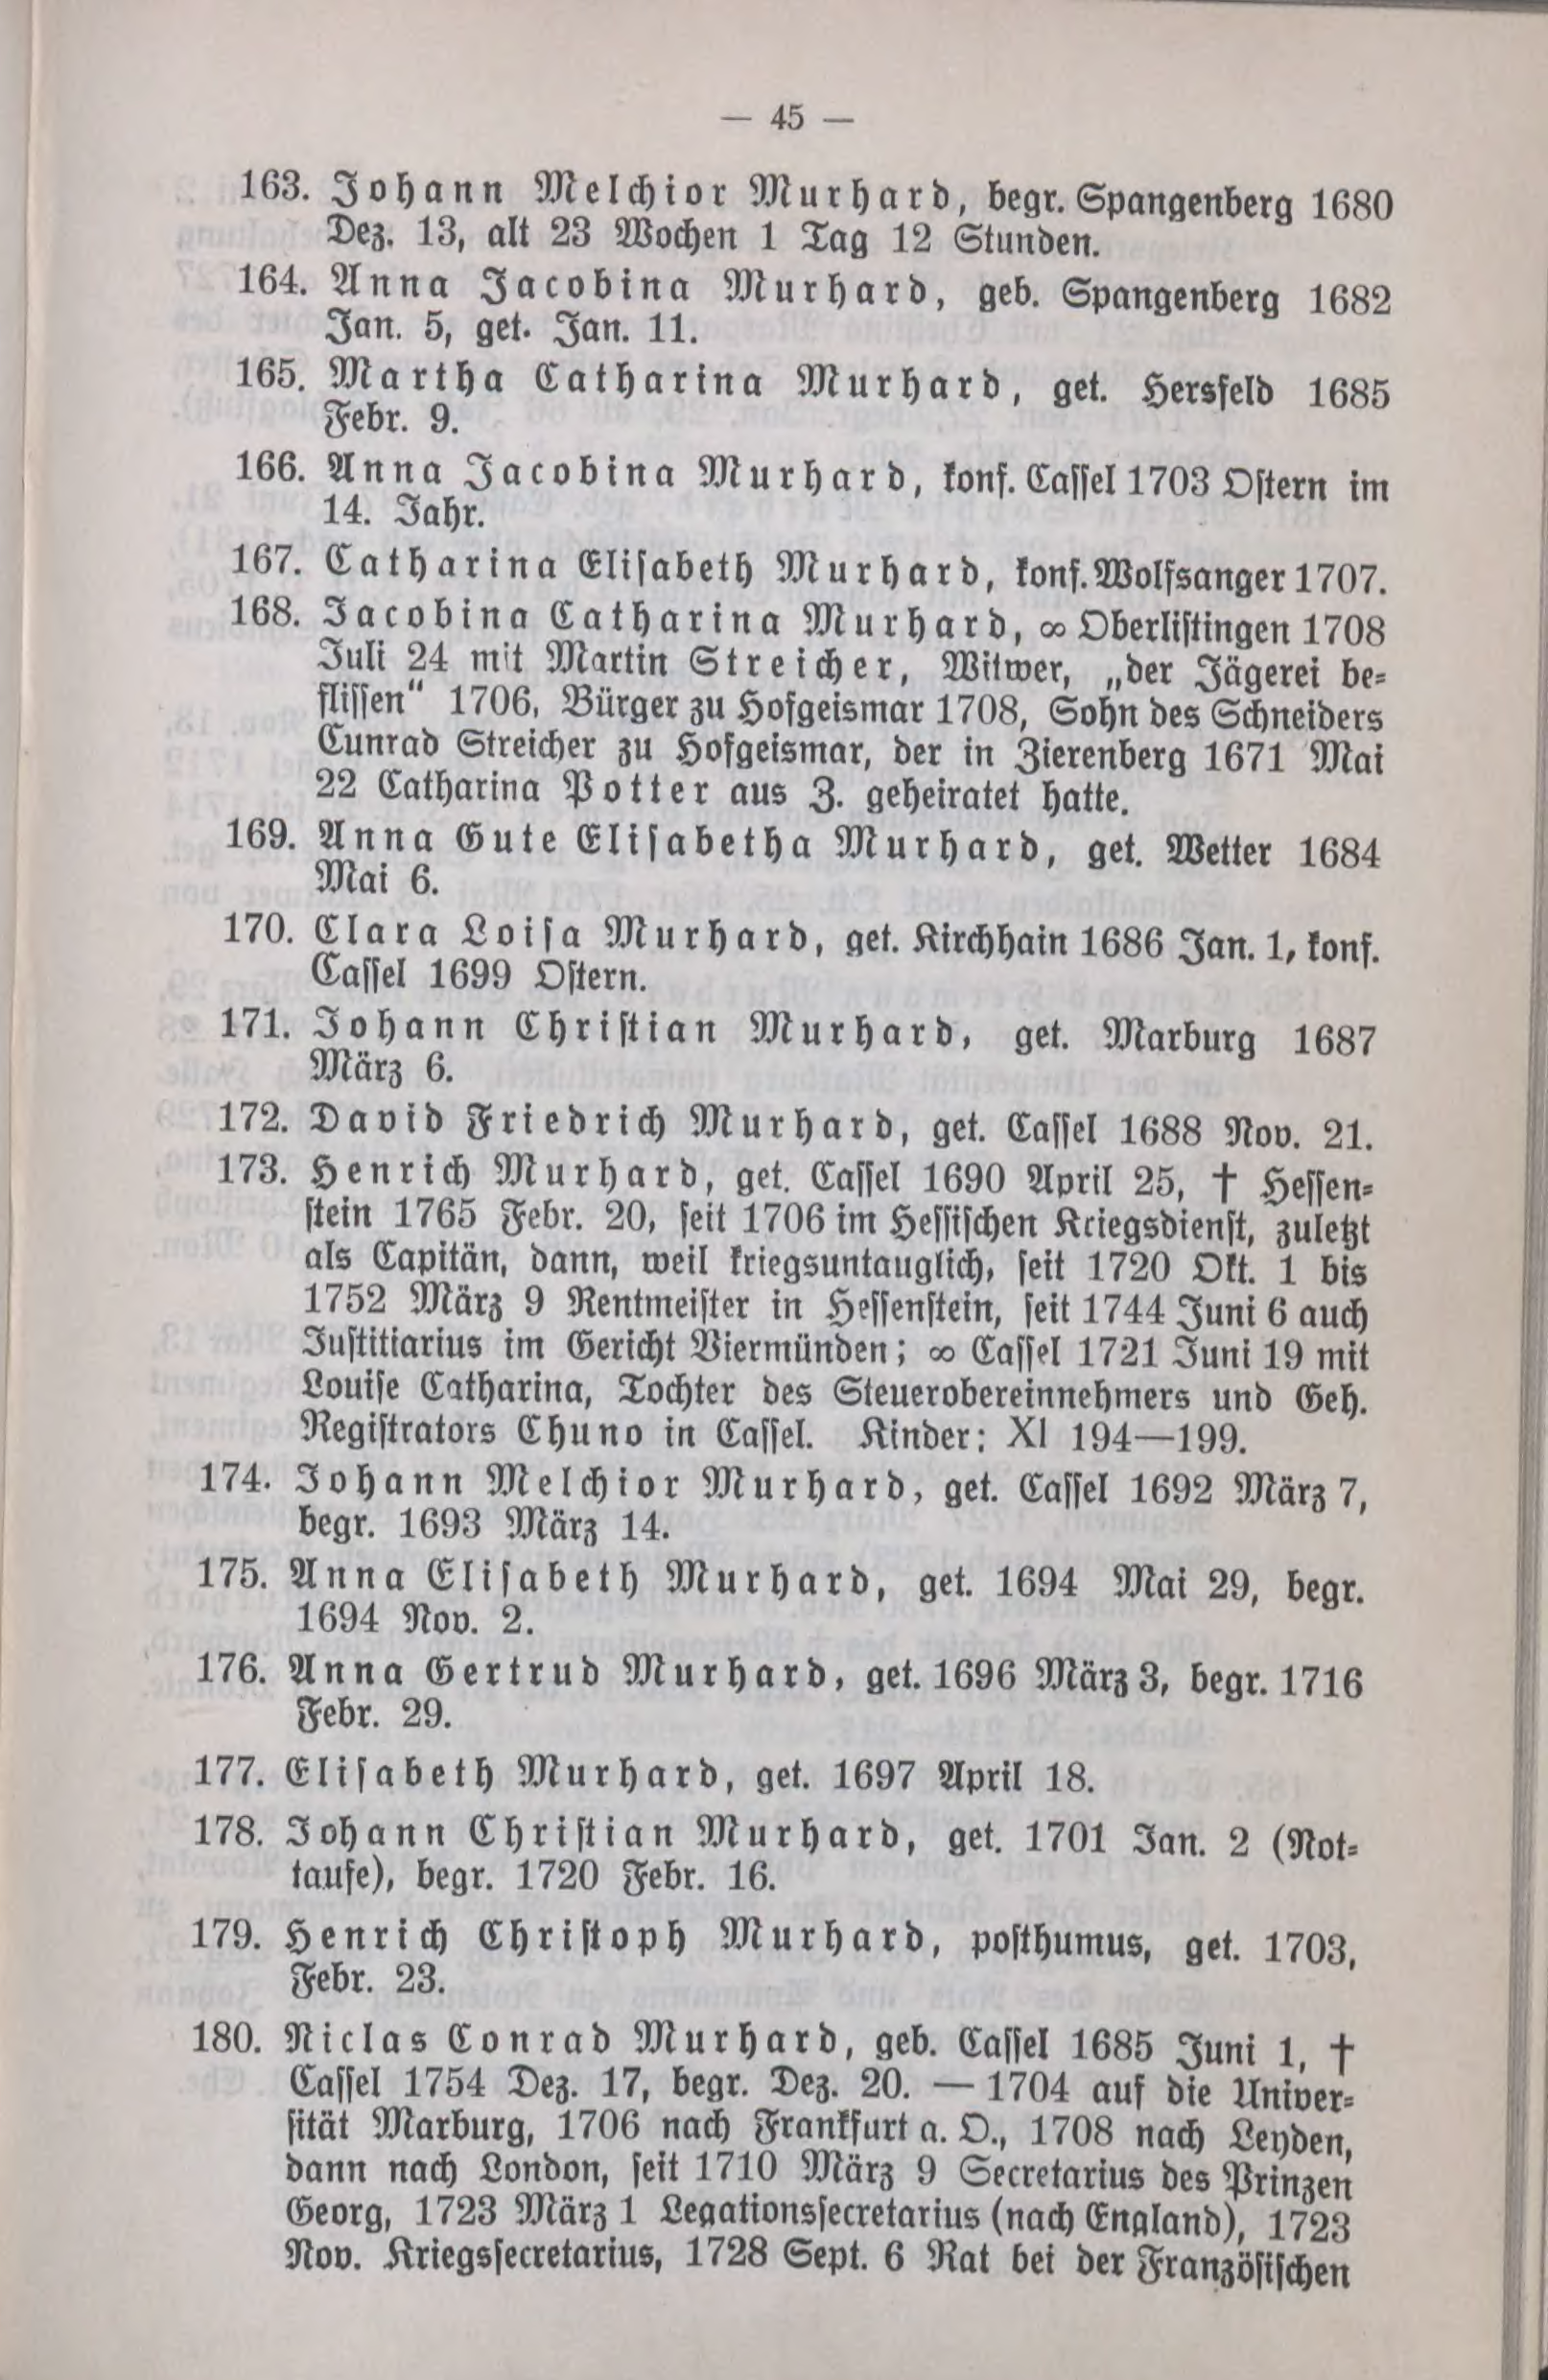 — 45 —
163. Johann Melchior Murhard, begr. Spangenberg 1680
Dez. 13, alt 23 Wochen 1 Tag 12 Stunden.
164. Anna Jacobina Murhard, geb. Spangenberg 1682
Jan. 5, get. Jan. 11.
165. Martha Catharina Murhard, get. Hersfeld 1685
Febr. 9.
166. Anna Jacobina Murhard, konf. Cassel 1703 Ostern im
14. Jahr.
167. Catharina Elisabeth Murhard, konf. Wolfsanger 1707.
168. Jacobina Catharina Murhard, ∞ Oberlistingen 1708
Juli 24 mit Martin Streicher, Witwer, „der Jägerei be-
flissen“ 1706, Bürger zu Hofgeismar 1708, Sohn des Schneiders
Cunrad Streicher zu Hofgeismar, der in Zierenberg 1671 Mai
22 Catharina Potter aus Z. geheiratet hatte.
169. Anna Gute Elisabetha Murhard, get. Wetter 1684
Mai 6.
170. Clara Loisa Murhard, get. Kirchhain 1686 Jan. 1, konf.
Cassel 1699 Ostern.
171. Johann Christian Murhard, get. Marburg 1687
März 6.
172. David Friedrich Murhard, get. Cassel 1688 Nov. 21.
173. Henrich Murhard, get. Cassel 1690 April 25, † Hessen-
stein 1765 Febr. 20, seit 1706 im Hessischen Kriegsdienst, zuletzt
als Capitän, dann, weil kriegsuntauglich, seit 1720 Okt. 1 bis
1752 März 9 Rentmeister in Hessenstein, seit 1744 Juni 6 auch
Justitiarius im Gericht Viermünden; ∞ Cassel 1721 Juni 19 mit
Louise Catharina, Tochter des Steuerobereinnehmers und Geh.
Registrators Chuno in Cassel. Kinder: XI 194—199.
174. Johann Melchior Murhard, get. Cassel 1692 März 7,
begr. 1693 März 14.
175. Anna Elisabeth Murhard, get. 1694 Mai 29, begr.
1694 Nov. 2.
176. Anna Gertrud Murhard, get. 1696 März 3, begr. 1716
Febr. 29.
177. Elisabeth Murhard, get. 1697 April 18.
178. Johann Christian Murhard, get. 1701 Jan. 2 (Not-
taufe), begr. 1720 Febr. 16.
179. Henrich Christoph Murhard, posthumus, get. 1703,
Febr. 23.
180. Niclas Conrad Murhard, geb. Cassel 1685 Juni 1, †
Cassel 1754 Dez. 17, begr. Dez. 20. — 1704 auf die Univer-
sität Marburg, 1706 nach Frankfurt a. O., 1708 nach Leyden,
dann nach London, seit 1710 März 9 Secretarius des Prinzen
Georg, 1723 März 1 Legationssecretarius (nach England), 1723
Nov. Kriegssecretarius, 1728 Sept. 6 Rat bei der Französischen